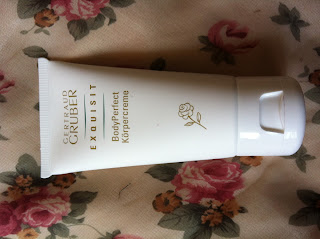 GERTRAUD
GRUBER
EXQUISIT
BodyPerfect
Körpercreme